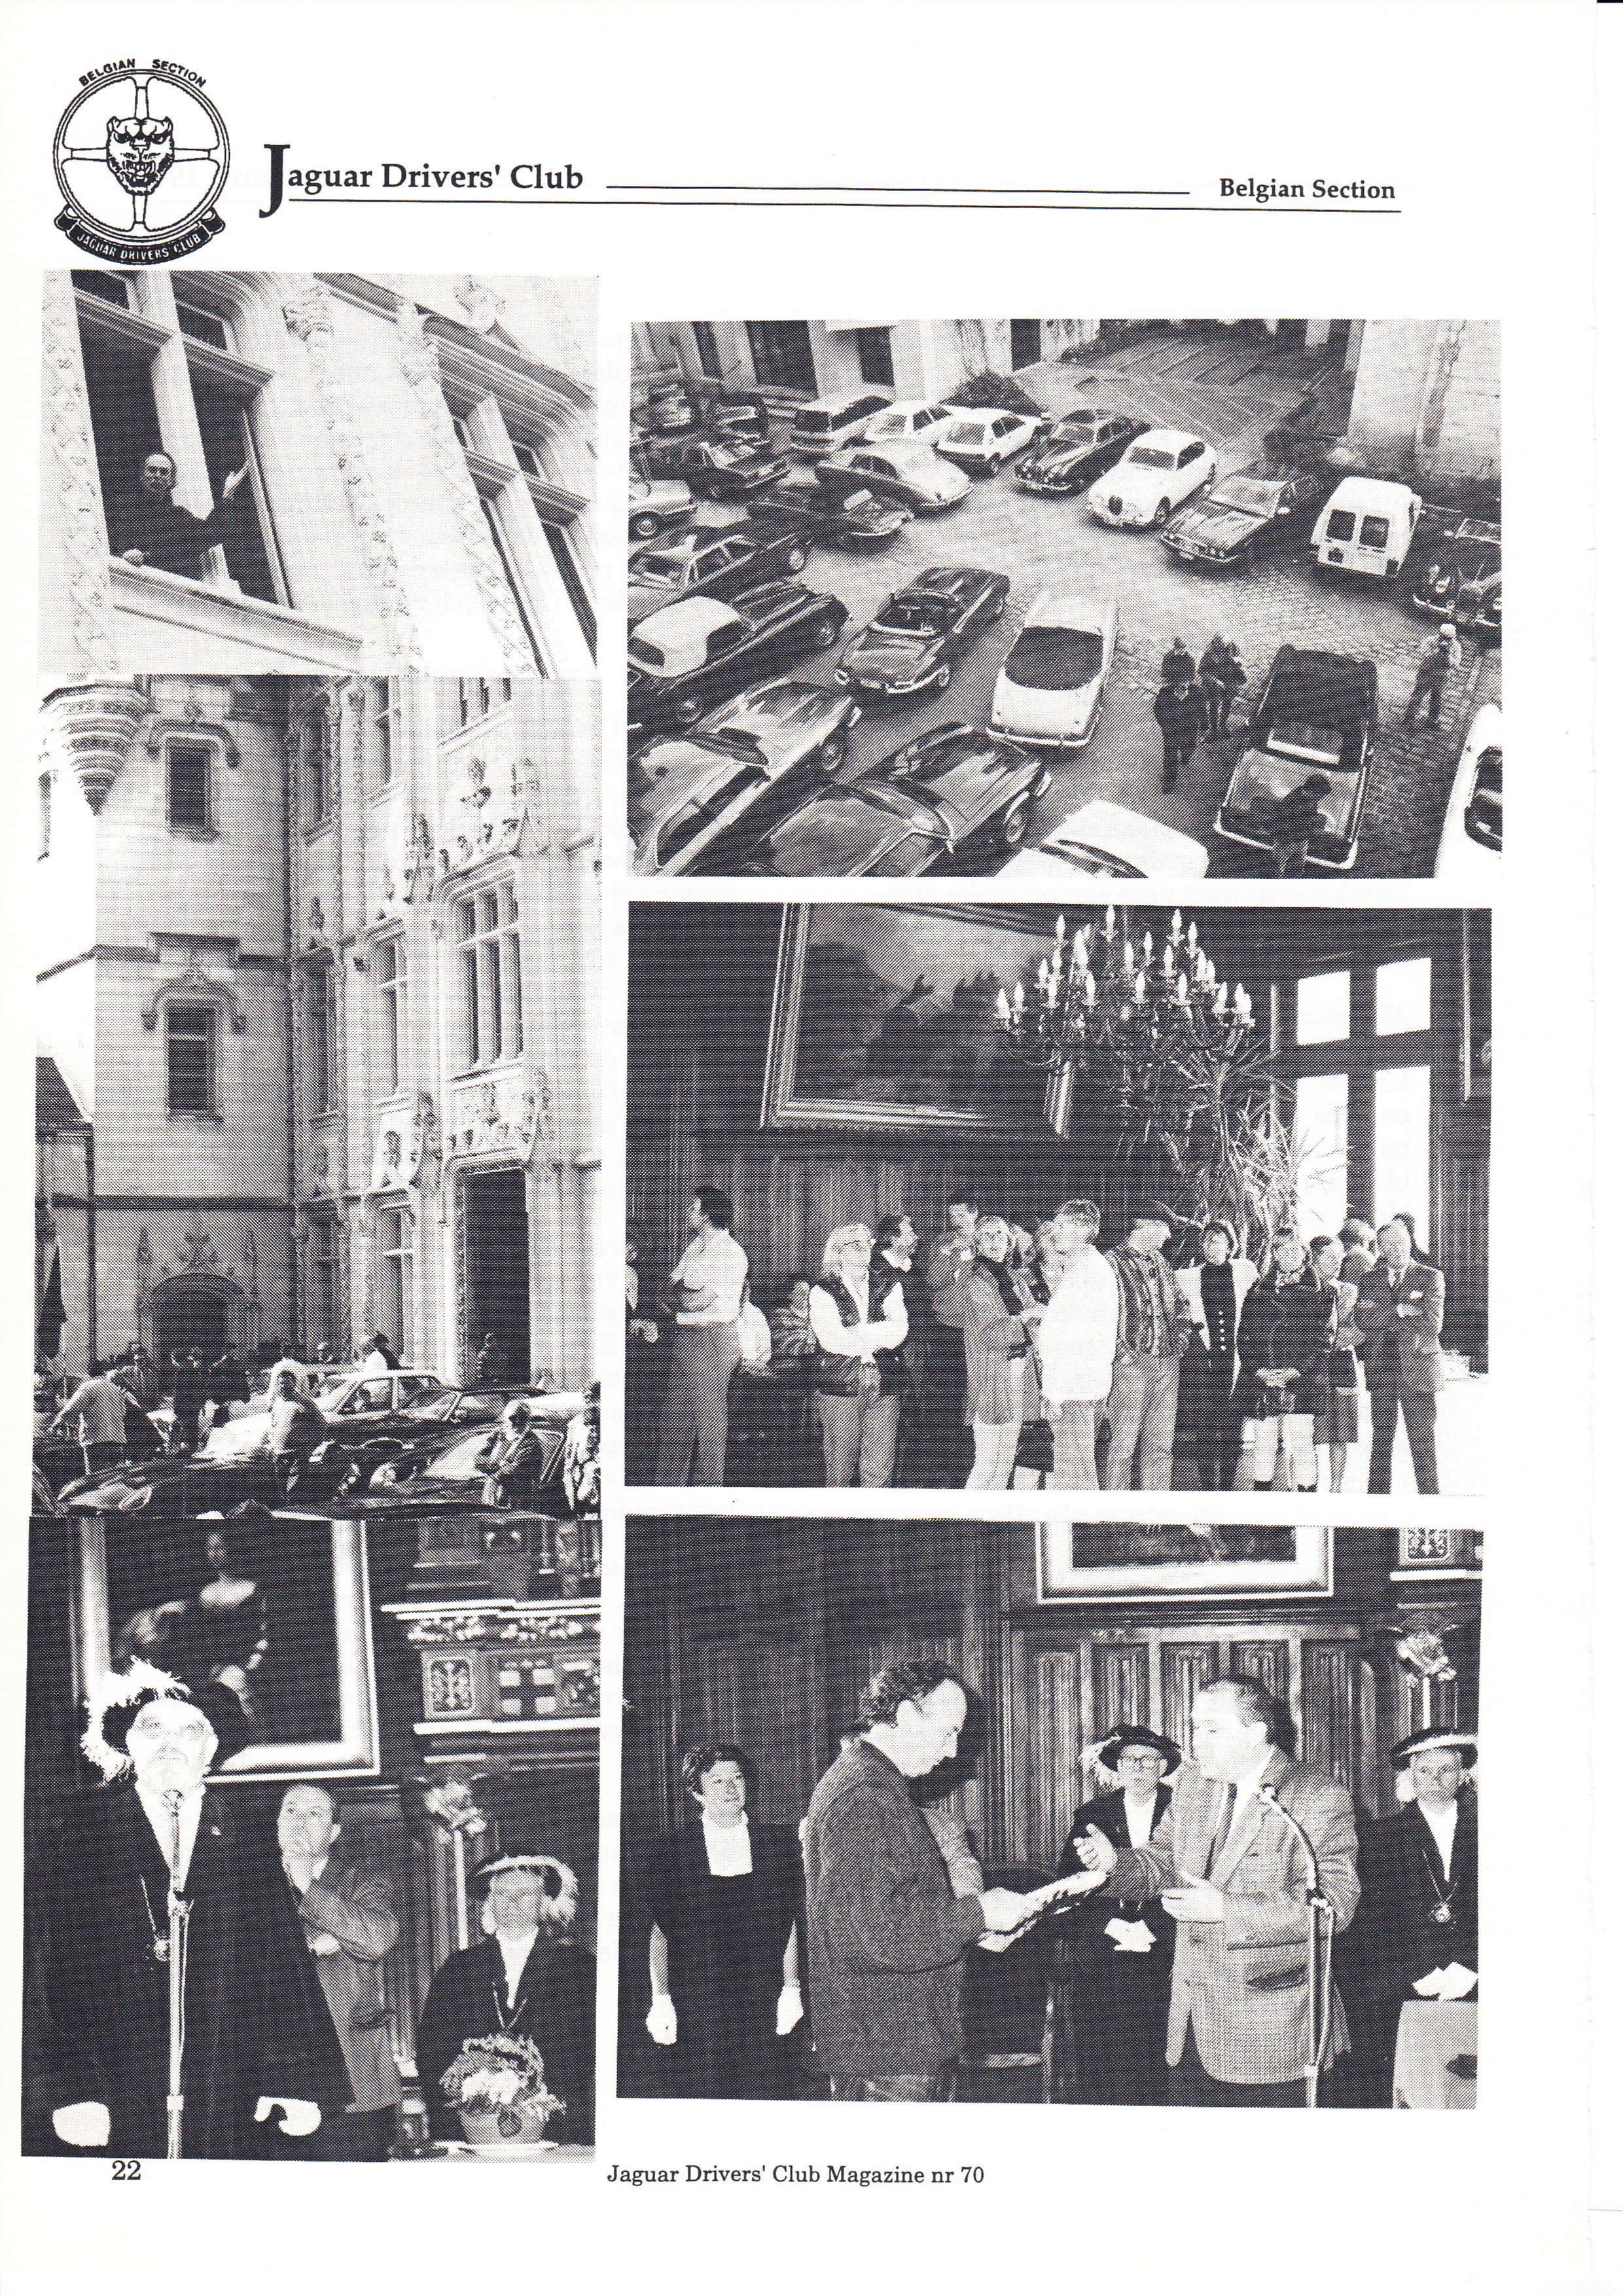 BELGIAN SECTION
JAGUAR DRIVERS' CLUB
Jaguar Drivers' Club
Belgian Section
22
Jaguar Drivers' Club Magazine nr 70